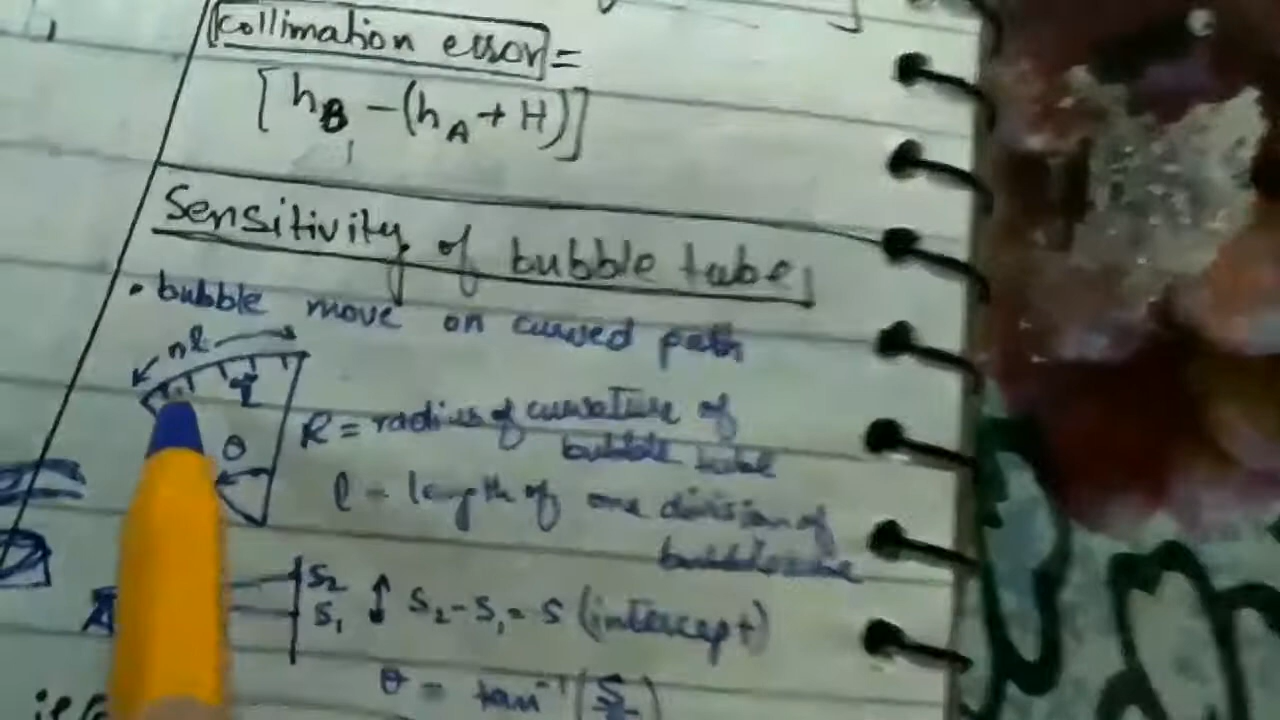 collimation error =
[hB - (hA + H)]
Sensitivity of bubble tube
• bubble move on curved path
nl
θ
R = radius of curvature of
bubble tube
l - length of one division of
bubble tube
S2
S1
S2 - S1 = S (intercept)
θ = tan⁻¹ (S